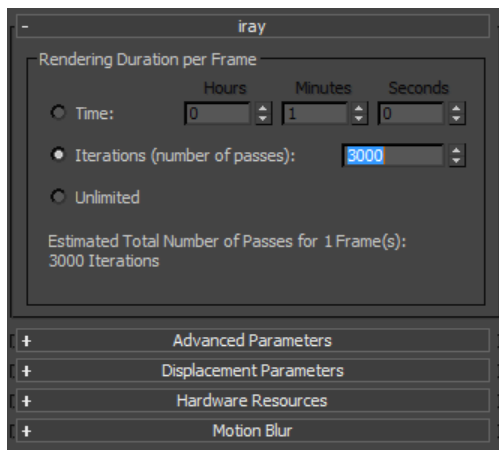 - iray
Rendering Duration per Frame
Hours Minutes Seconds
Time: 0 1 0
Iterations (number of passes): 3000
Unlimited
Estimated Total Number of Passes for 1 Frame(s):
3000 Iterations
+ Advanced Parameters
+ Displacement Parameters
+ Hardware Resources
+ Motion Blur